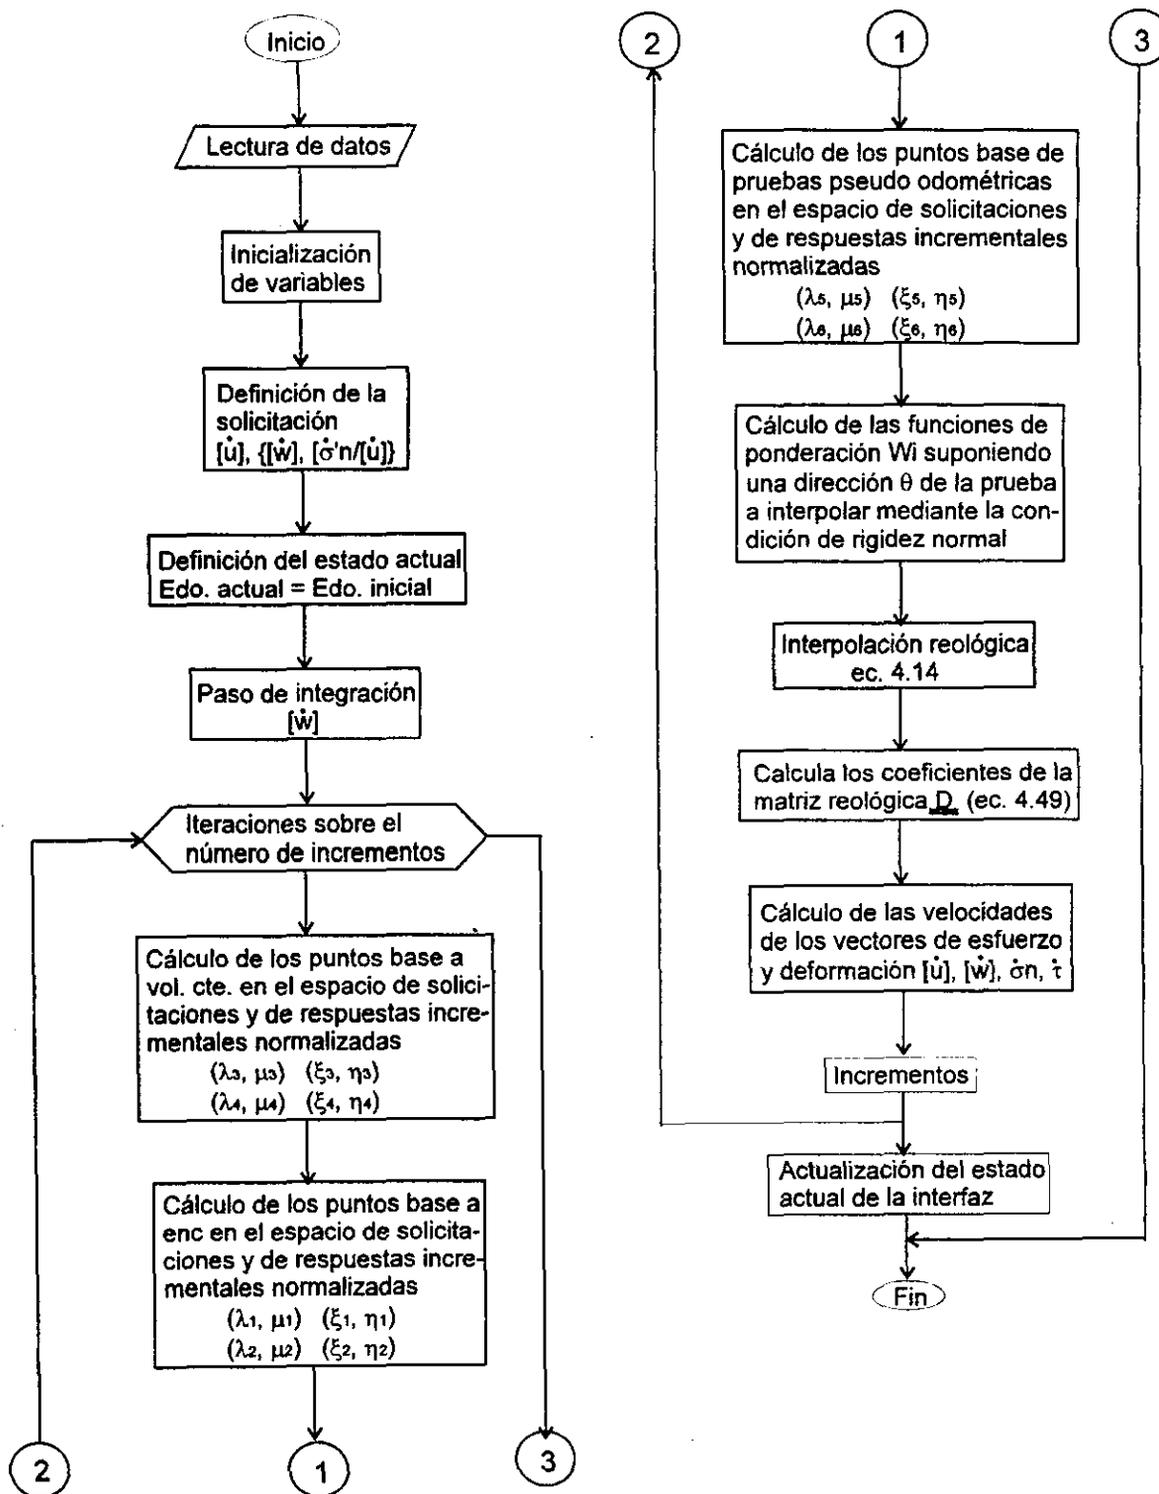 Inicio
Lectura de datos
Inicialización
de variables
Definición de la
solicitación
[u̇], {[ẇ], [σ̇'n/[u̇]}
Definición del estado actual
Edo. actual = Edo. inicial
Paso de integración
[ẇ]
Iteraciones sobre el
número de incrementos
Cálculo de los puntos base a
vol. cte. en el espacio de solici-
taciones y de respuestas incre-
mentales normalizadas
(λ3, μ3) (ξ3, η3)
(λ4, μ4) (ξ4, η4)
Cálculo de los puntos base a
enc en el espacio de solicita-
ciones y de respuestas incre-
mentales normalizadas
(λ1, μ1) (ξ1, η1)
(λ2, μ2) (ξ2, η2)
2
1
3
2
1
3
Cálculo de los puntos base de
pruebas pseudo odométricas
en el espacio de solicitaciones
y de respuestas incrementales
normalizadas
(λ5, μ5) (ξ5, η5)
(λ6, μ6) (ξ6, η6)
Cálculo de las funciones de
ponderación Wi suponiendo
una dirección θ de la prueba
a interpolar mediante la con-
dición de rigidez normal
Interpolación reológica
ec. 4.14
Calcula los coeficientes de la
matriz reológica D (ec. 4.49)
Cálculo de las velocidades
de los vectores de esfuerzo
y deformación [u̇], [ẇ], σ̇n, τ̇
Incrementos
Actualización del estado
actual de la interfaz
Fin